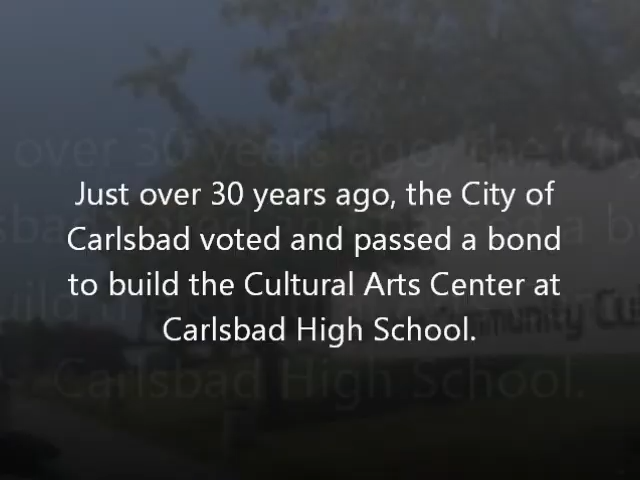 Just over 30 years ago, the City of
Carlsbad voted and passed a bond
to build the Cultural Arts Center at
Carlsbad High School.